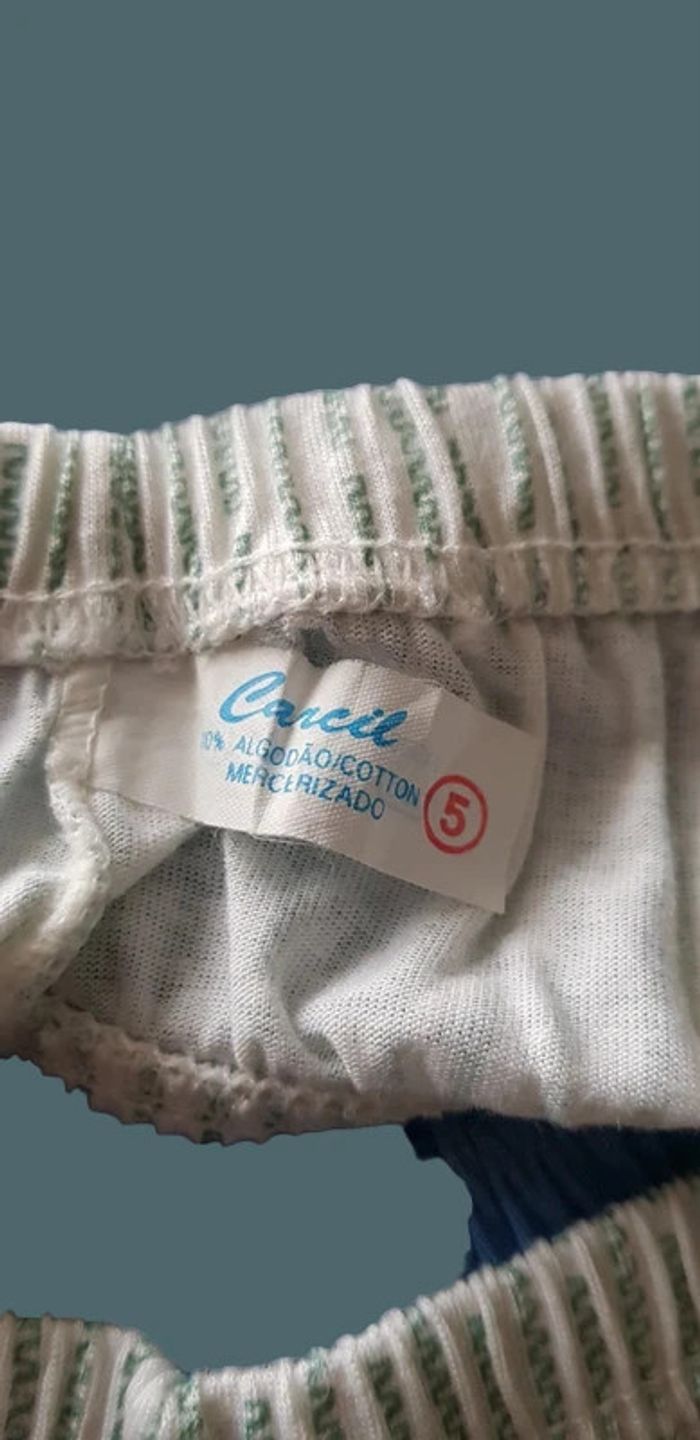 Carcil
0% ALGODÃO/COTTON
MERCERIZADO
5